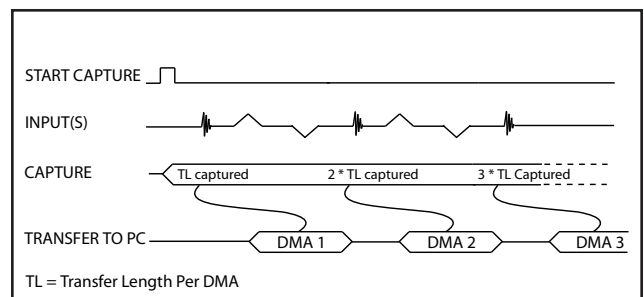 START CAPTURE
INPUT(S)
CAPTURE
TL captured 2 * TL captured 3 * TL Captured
TRANSFER TO PC
DMA 1 DMA 2 DMA 3
TL = Transfer Length Per DMA